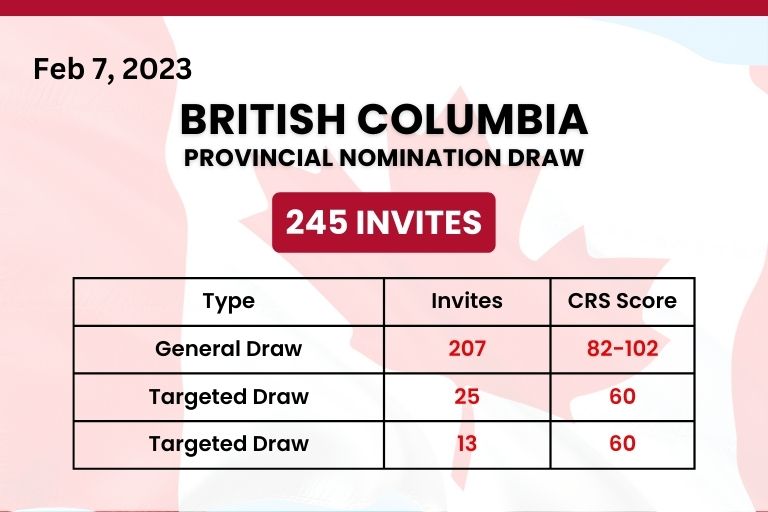 Feb 7, 2023
BRITISH COLUMBIA
PROVINCIAL NOMINATION DRAW
245 INVITES
Type Invites CRS Score
General Draw 207 82-102
Targeted Draw 25 60
Targeted Draw 13 60